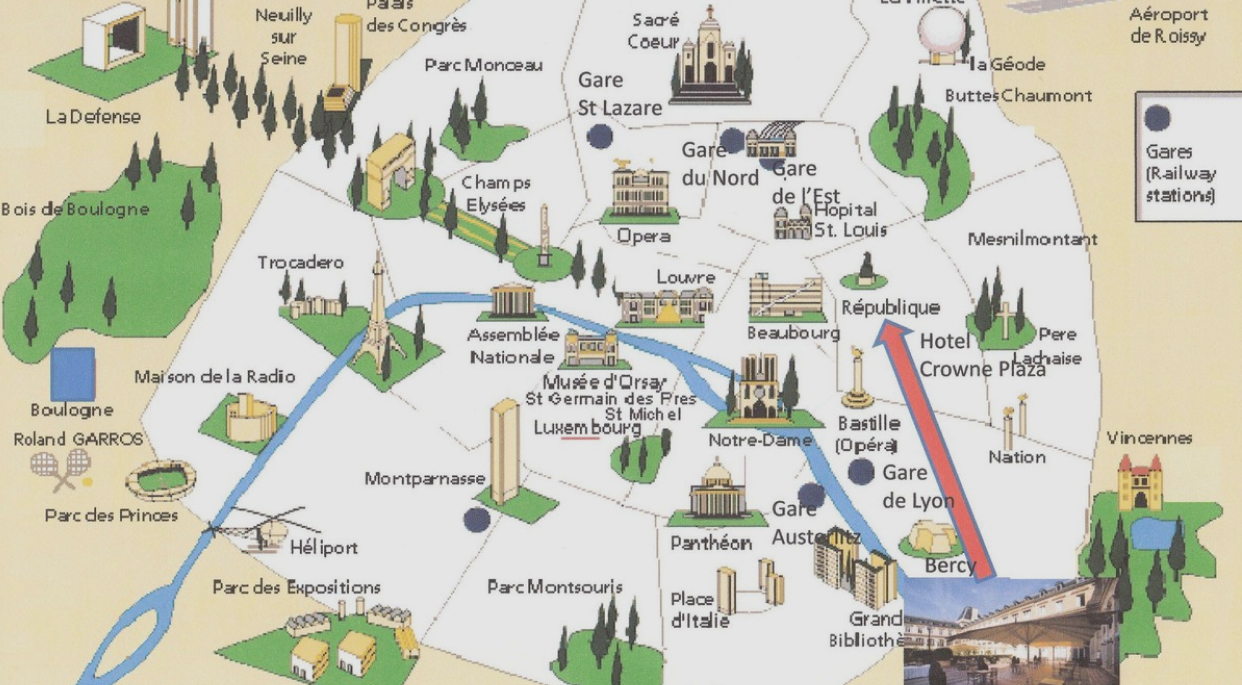 Neuilly
sur
Seine
Palais
des Congrès
Sacré
Coeur
La Villette
Aéroport
de Roissy
la Géode
Parc Monceau
Gare
St Lazare
Buttes Chaumont
La Defense
Gares
(Railway
stations)
Gare
du Nord
Gare
de l'Est
Champs
Elysées
Bois de Boulogne
Hopital
St. Louis
Opera
Mesnilmontant
Trocadero
Louvre
République
Assemblée
Nationale
Beaubourg
Hotel
Crowne Plaza
Pere
Lachaise
Maison de la Radio
Musée d'Orsay
St Germain des Pres
St Michel
Luxembourg
Boulogne
Roland GARROS
Notre-Dame
Bastille
(Opéra)
Nation
Vincennes
Montparnasse
Gare
de Lyon
Parc des Princes
Gare
Austerlitz
Héliport
Panthéon
Bercy
Parc des Expositions
Parc Montsouris
Place
d'Italie
Grand
Bibliothè